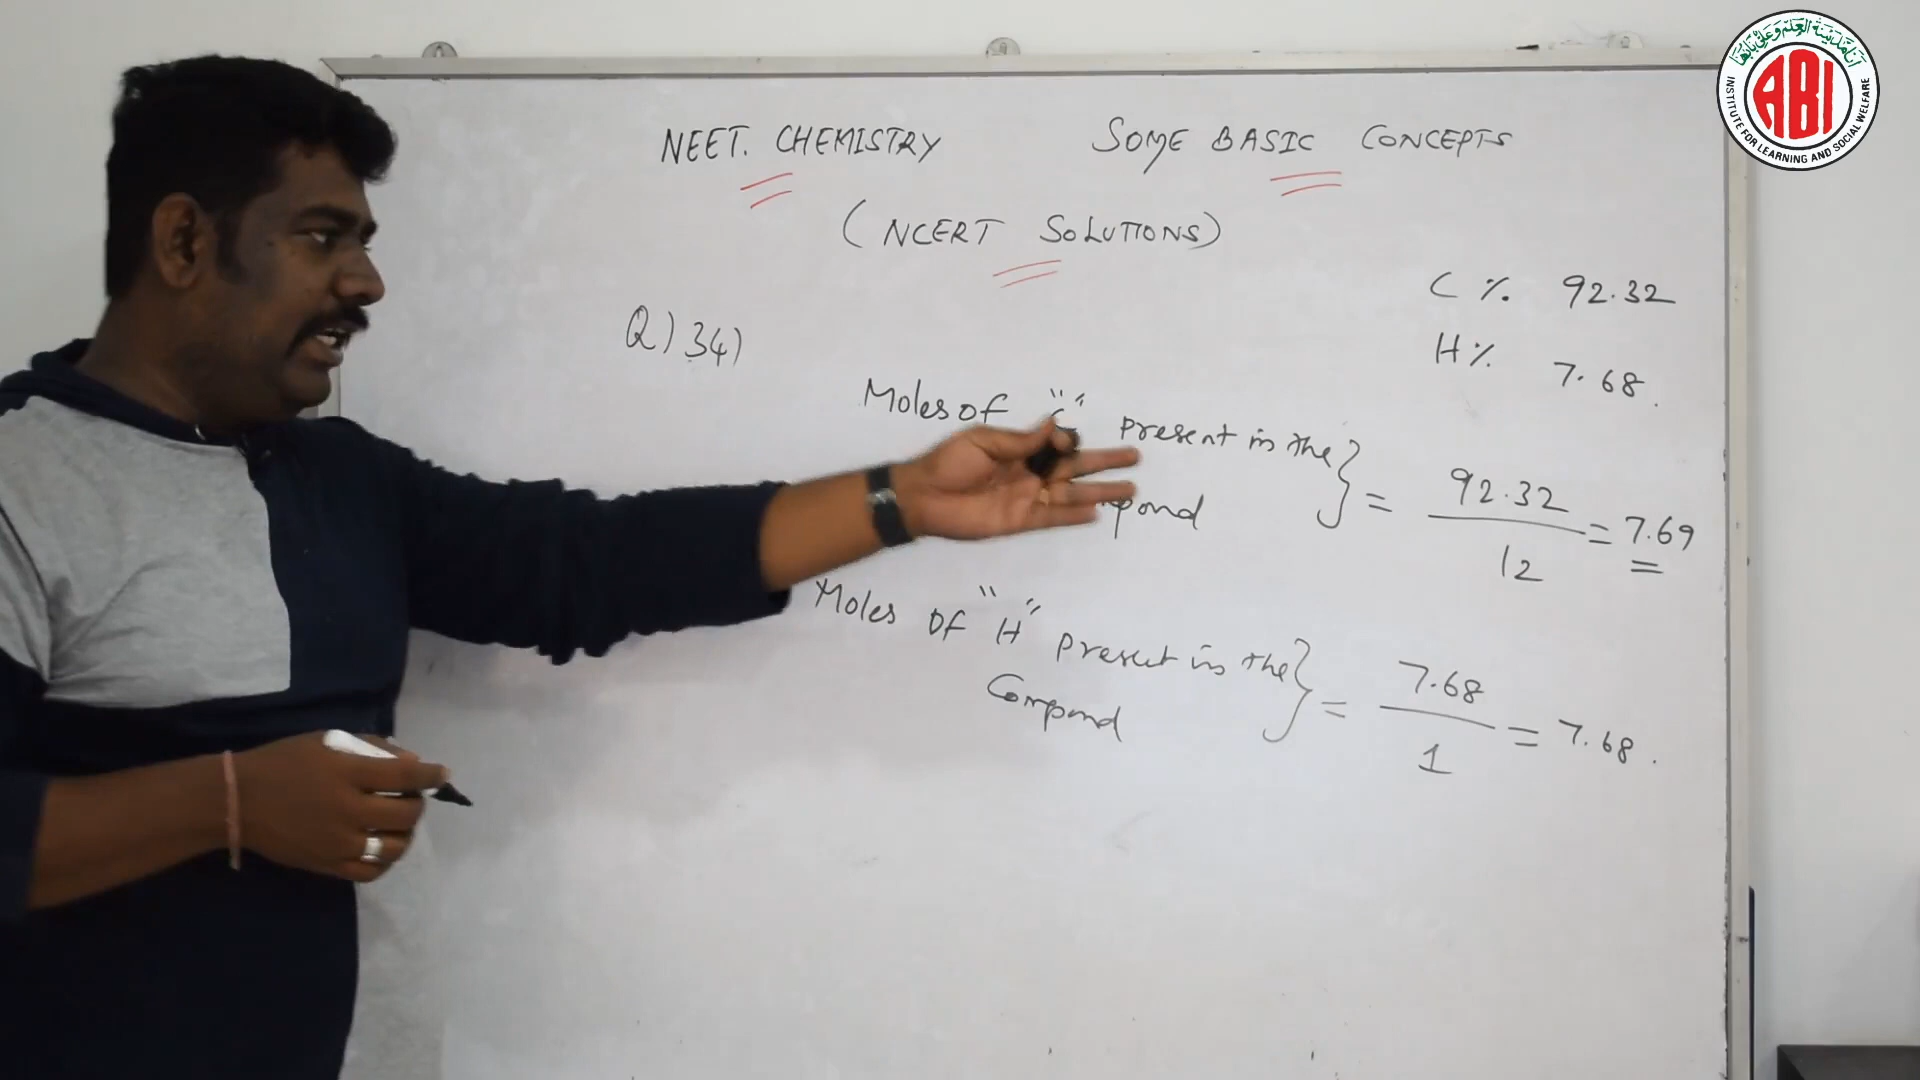 NEET. CHEMISTRY SOME BASIC CONCEPTS
(NCERT SOLUTIONS)
C % 92.32
H % 7.68.
Q) 34)
Moles of "C" present in the } = 92.32 / 12 = 7.69
Moles of "H" present in the } = 7.68 / 1 = 7.68.
Compound
ABI
INSTITUTE FOR LEARNING AND SOCIAL WELFARE